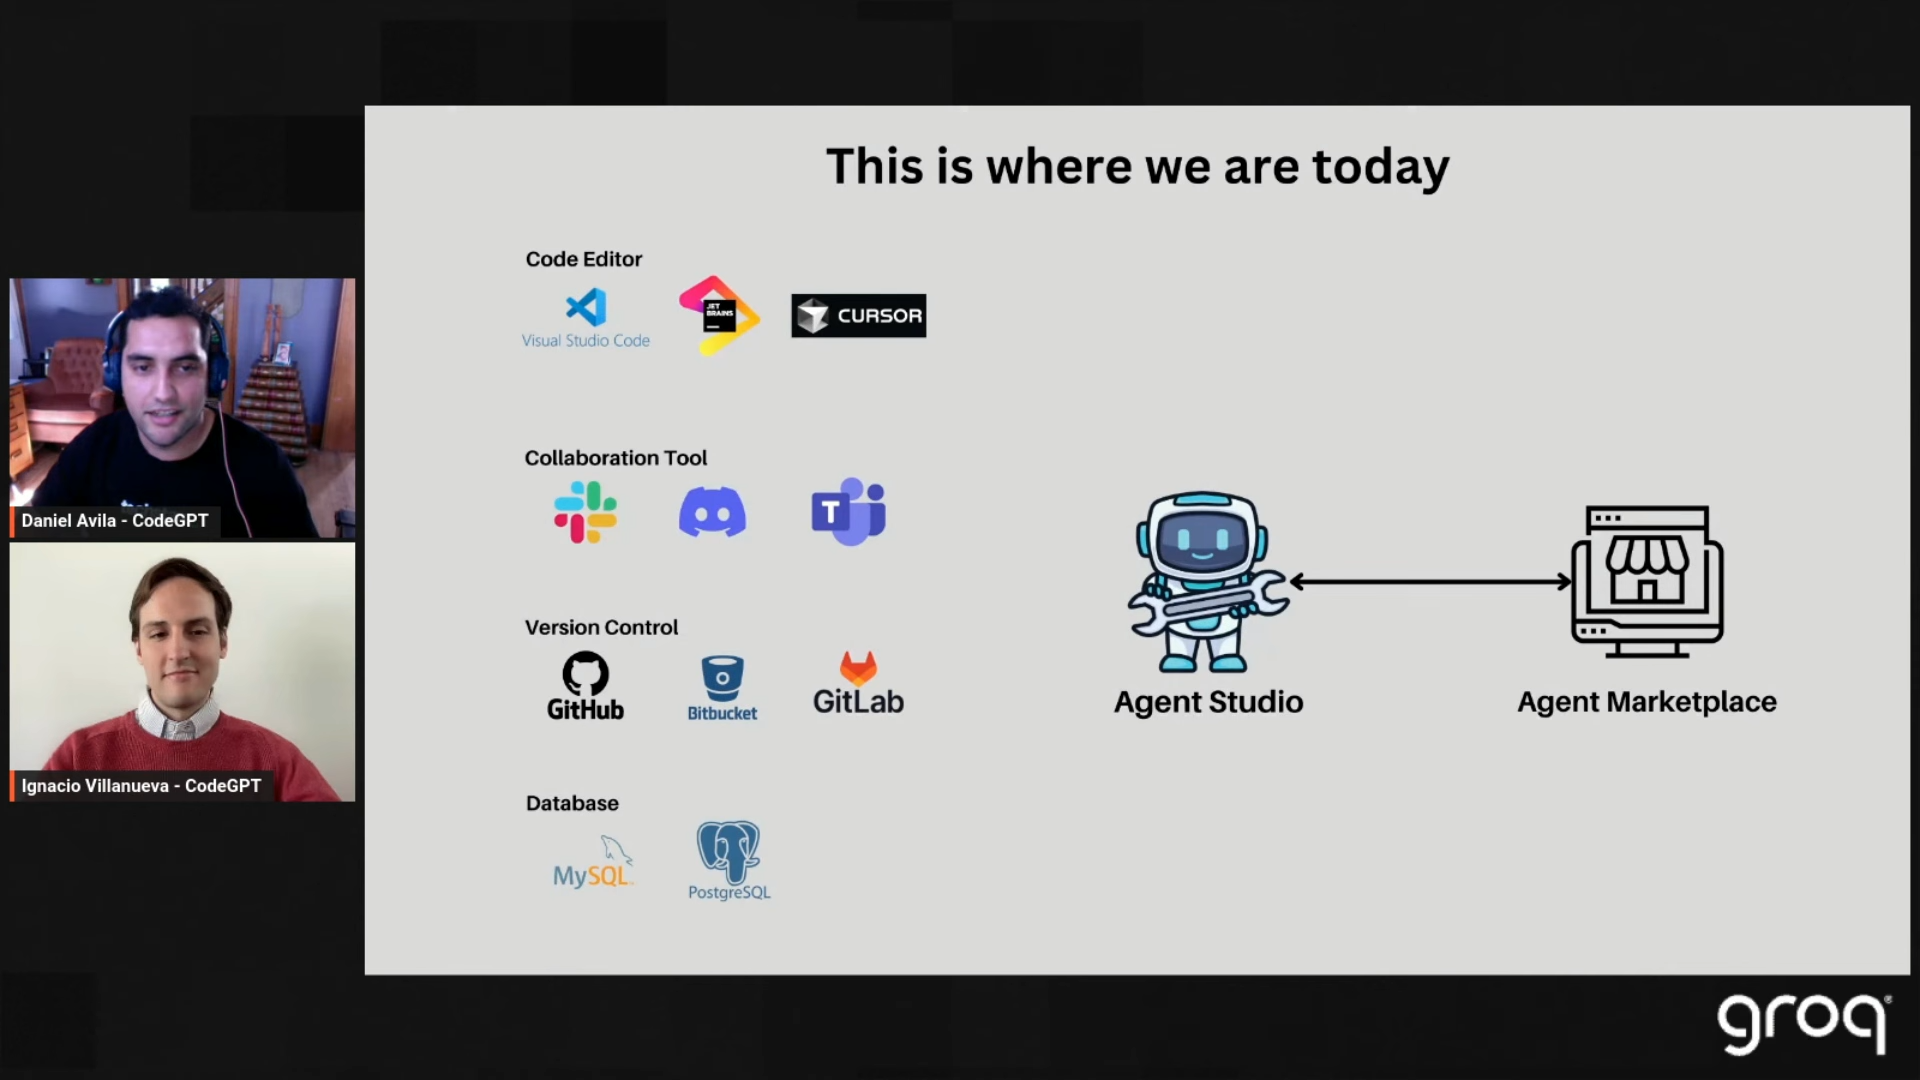 This is where we are today
Code Editor
Visual Studio Code
JET
BRAINS
CURSOR
Collaboration Tool
T
Version Control
GitHub
Bitbucket
GitLab
Database
MySQL
PostgreSQL
Agent Studio
Agent Marketplace
Daniel Avila - CodeGPT
Ignacio Villanueva - CodeGPT
groq®